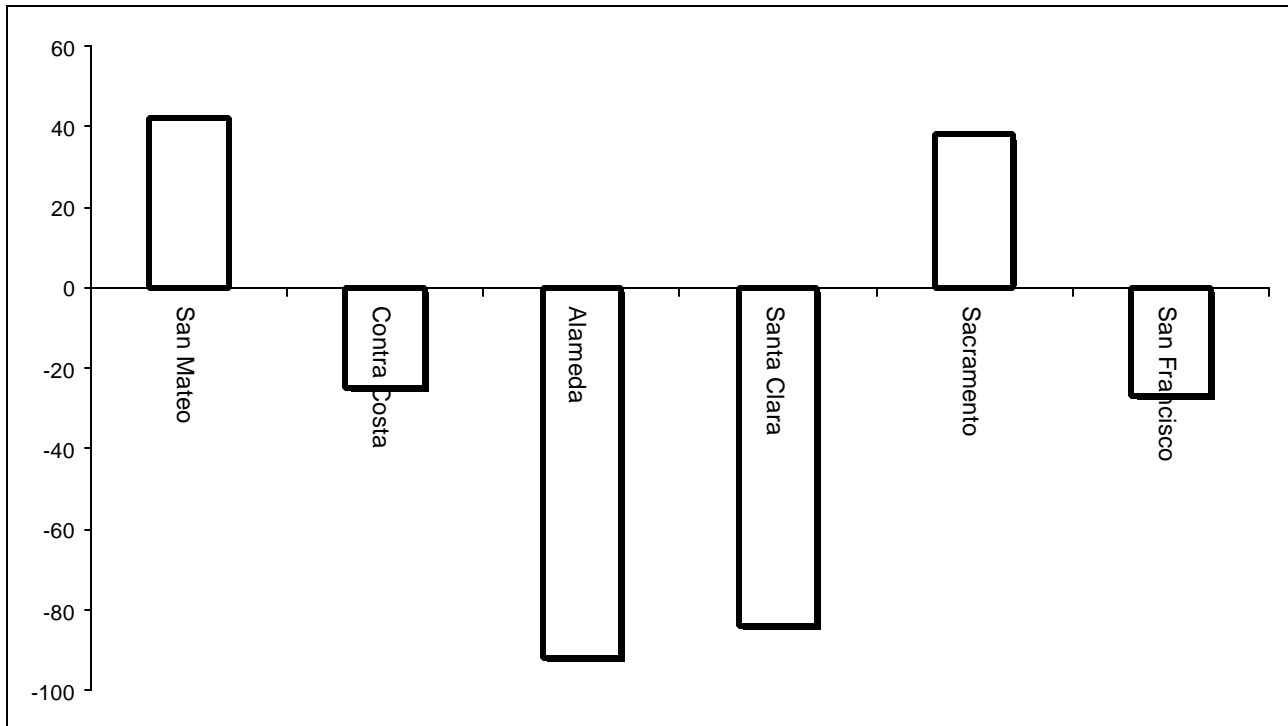 60
40
20
0
-20
-40
-60
-80
-100
San Mateo
Contra Costa
Alameda
Santa Clara
Sacramento
San Francisco